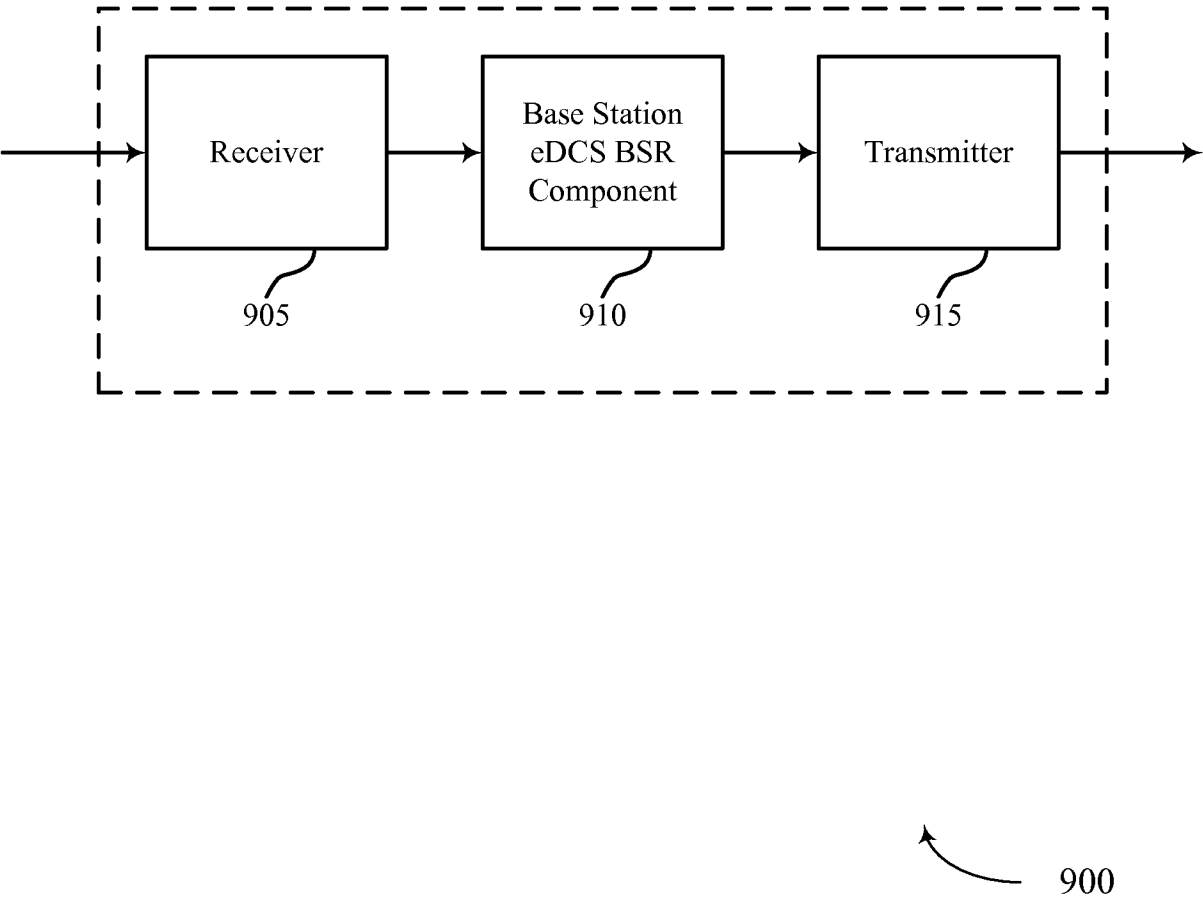 Receiver
Base Station
eDCS BSR
Component
Transmitter
905
910
915
900